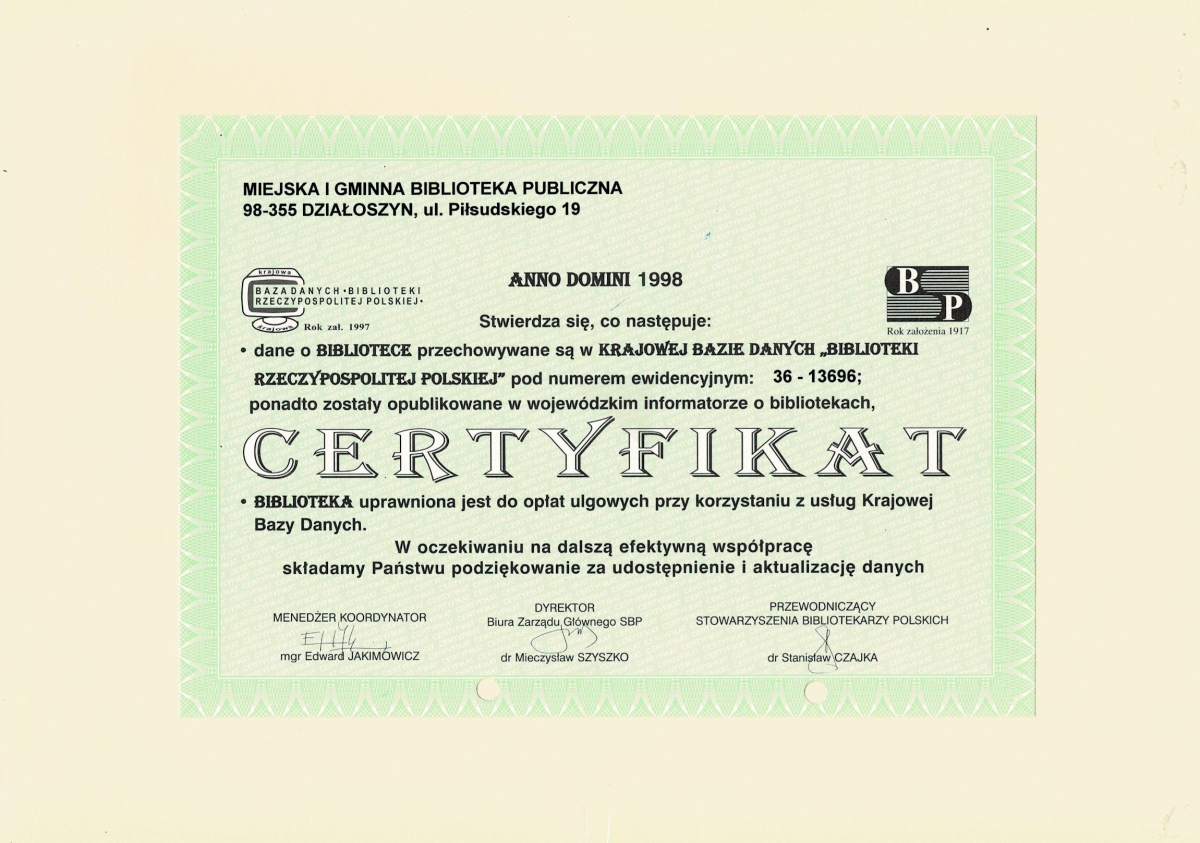 MIEJSKA I GMINNA BIBLIOTEKA PUBLICZNA
98-355 DZIAŁOSZYN, ul. Piłsudskiego 19
krajowa
BAZA DANYCH • BIBLIOTEKI
RZECZYPOSPOLITEJ POLSKIEJ •
krajowa
Rok zał. 1997
ANNO DOMINI 1998
B
P
Rok założenia 1917
Stwierdza się, co następuje:
• dane o BIBLIOTECE przechowywane są w KRAJOWEJ BAZIE DANYCH „BIBLIOTEKI
RZECZYPOSPOLITEJ POLSKIEJ” pod numerem ewidencyjnym: 36 - 13696;
ponadto zostały opublikowane w wojewódzkim informatorze o bibliotekach,
CERTYFIKAT
• BIBLIOTEKA uprawniona jest do opłat ulgowych przy korzystaniu z usług Krajowej
Bazy Danych.
W oczekiwaniu na dalszą efektywną współpracę
składamy Państwu podziękowanie za udostępnienie i aktualizację danych
MENEDŻER KOORDYNATOR
mgr Edward JAKIMOWICZ
DYREKTOR
Biura Zarządu Głównego SBP
dr Mieczysław SZYSZKO
PRZEWODNICZĄCY
STOWARZYSZENIA BIBLIOTEKARZY POLSKICH
dr Stanisław CZAJKA